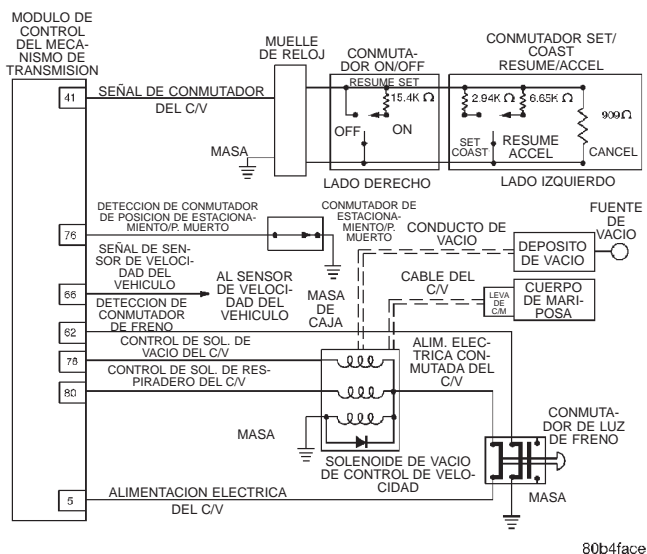 MODULO DE
CONTROL
DEL MECA-
NISMO DE
TRANSMISION
MUELLE
DE RELOJ
CONMUTA-
DOR ON/OFF
CONMUTADOR SET/
COAST
RESUME/ACCEL
41
SEÑAL DE CONMUTADOR
DEL C/V
RESUME SET
15.4K Ω
2.94K Ω
6.65K Ω
909Ω
OFF
ON
SET
COAST
RESUME
ACCEL
CANCEL
MASA
LADO DERECHO
LADO IZQUIERDO
76
DETECCION DE CONMUTADOR
DE POSICION DE ESTACIONA-
MIENTO/P. MUERTO
CONMUTADOR DE
ESTACIONA-
MIENTO/P.
MUERTO
CONDUCTO DE
VACIO
FUENTE
DE
VACIO
DEPOSITO
DE VACIO
SEÑAL DE SEN-
SOR DE VELOCI-
DAD DEL
VEHICULO
66
AL SENSOR
DE VELOCI-
DAD DEL
VEHICULO
MASA
DE
CAJA
CABLE DEL
C/V
LEVA
DE
C/M
CUERPO
DE MARI-
POSA
DETECCION DE
CONMUTADOR
DE FRENO
62
CONTROL DE SOL. DE
VACIO DEL C/V
78
ALIM. ELEC-
TRICA CON-
MUTADA DEL
C/V
CONTROL DE SOL. DE RES-
PIRADERO DEL C/V
80
MASA
CONMUTA-
DOR DE LUZ
DE FRENO
SOLENOIDE DE VACIO
DE CONTROL DE VELO-
CIDAD
MASA
5
ALIMENTACION ELECTRICA
DEL C/V
80b4face